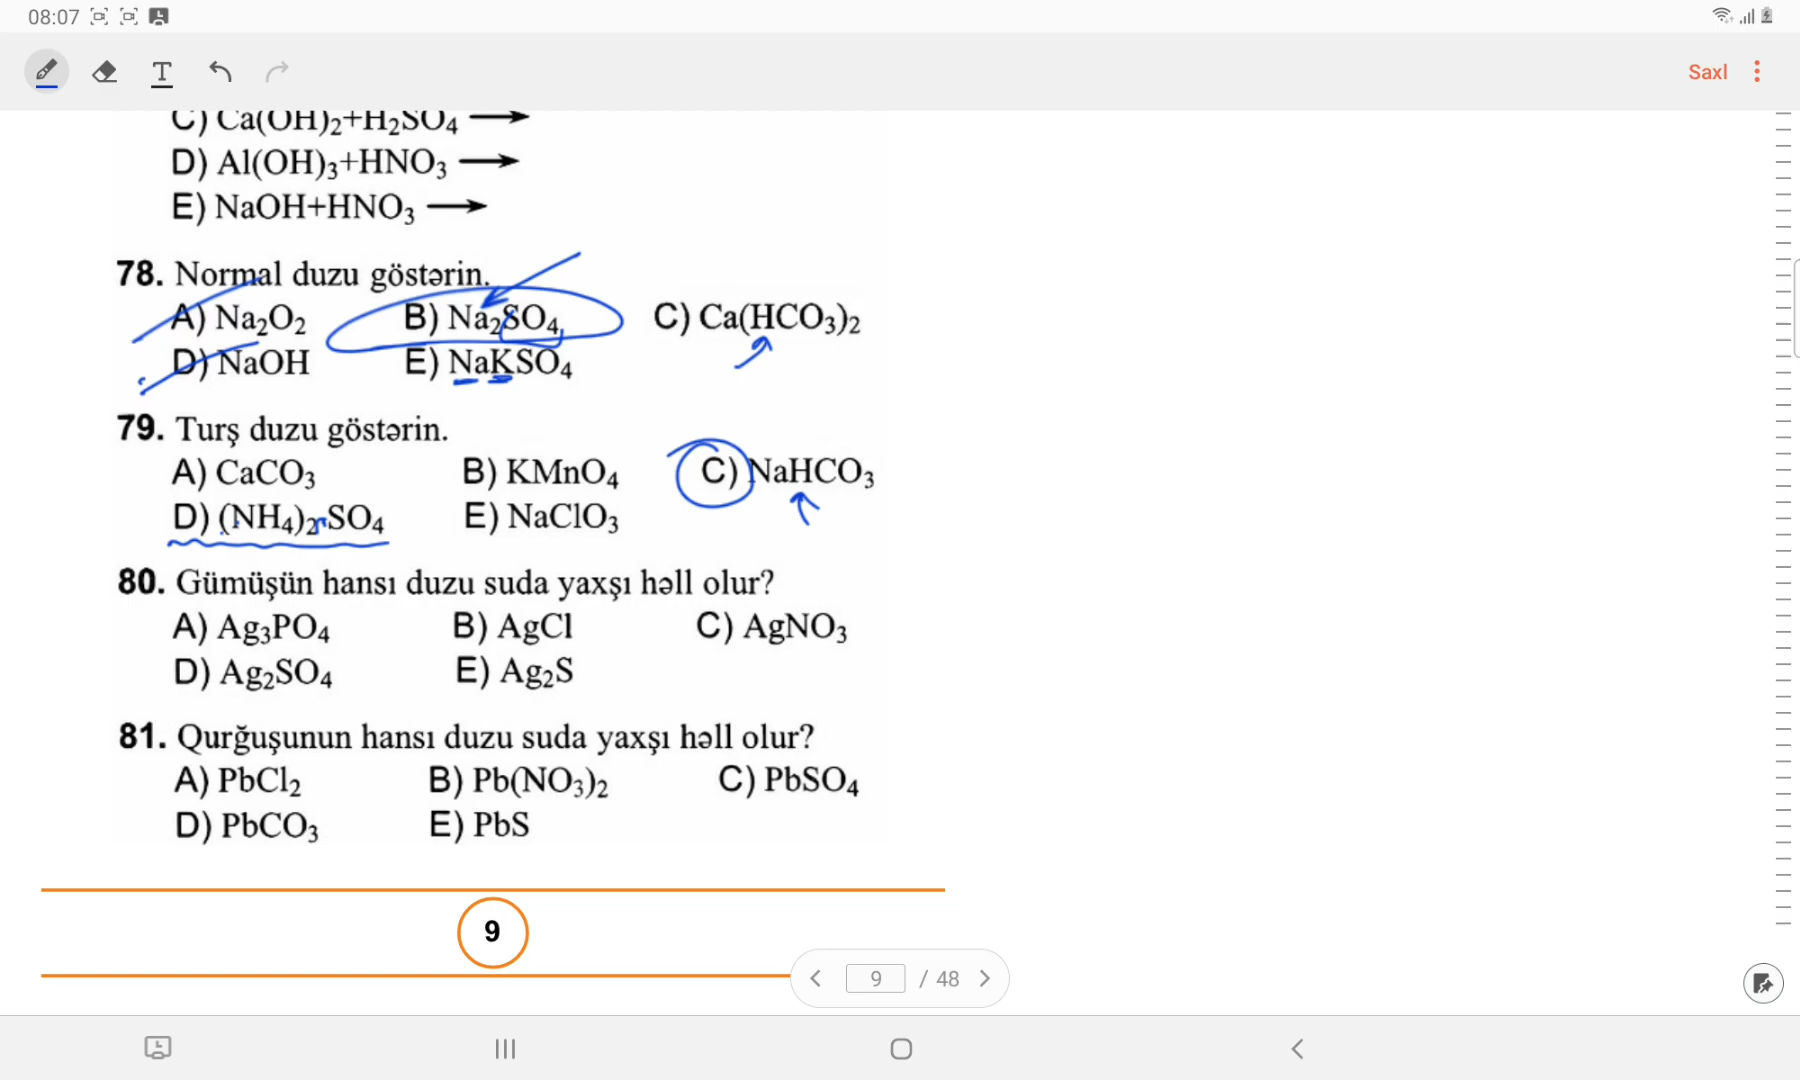 08:07
T
Saxl
C) Ca(OH)₂+H₂SO₄ ⟶
D) Al(OH)₃+HNO₃ ⟶
E) NaOH+HNO₃ ⟶
78. Normal duzu göstərin.
A) Na₂O₂ B) Na₂SO₄ C) Ca(HCO₃)₂
D) NaOH E) NaKSO₄
79. Turş duzu göstərin.
A) CaCO₃ B) KMnO₄ C) NaHCO₃
D) (NH₄)₂SO₄ E) NaClO₃
80. Gümüşün hansı duzu suda yaxşı həll olur?
A) Ag₃PO₄ B) AgCl C) AgNO₃
D) Ag₂SO₄ E) Ag₂S
81. Qurğuşunun hansı duzu suda yaxşı həll olur?
A) PbCl₂ B) Pb(NO₃)₂ C) PbSO₄
D) PbCO₃ E) PbS
9
9 / 48